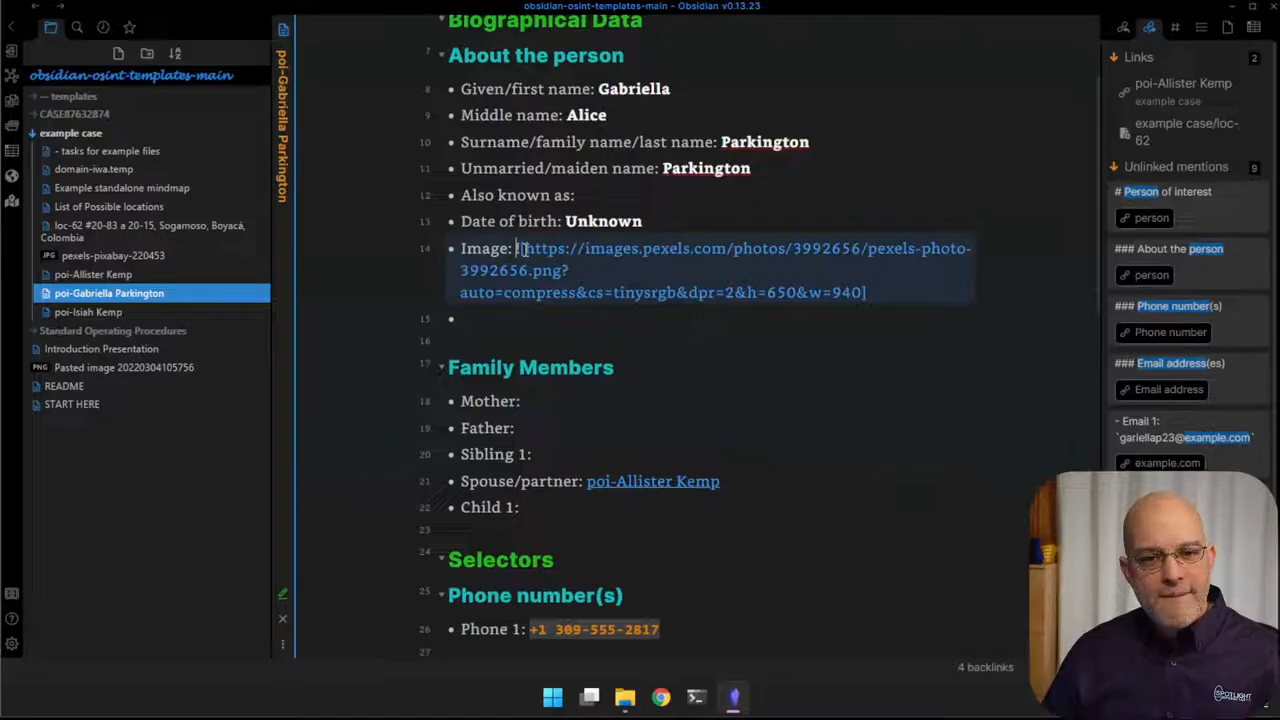 obsidian-osint-templates-main - Obsidian v0.13.23
obsidian-osint-templates-main
— templates
CASE87632874
example case
- tasks for example files
domain-iwa.temp
Example standalone mindmap
List of Possible locations
loc-62 #20-83 a 20-15, Sogamoso, Boyacá,
Colombia
JPG pexels-pixabay-220453
poi-Allister Kemp
poi-Gabriella Parkington
poi-Isiah Kemp
Standard Operating Procedures
Introduction Presentation
PNG Pasted image 20220304105756
README
START HERE
poi-Gabriella Parkington
Biographical Data
7 About the person
8 • Given/first name: Gabriella
9 • Middle name: Alice
10 • Surname/family name/last name: Parkington
11 • Unmarried/maiden name: Parkington
12 • Also known as:
13 • Date of birth: Unknown
14 • Image: [https://images.pexels.com/photos/3992656/pexels-photo-
3992656.png?
auto=compress&cs=tinysrgb&dpr=2&h=650&w=940]
15 •
16
17 Family Members
18 • Mother:
19 • Father:
20 • Sibling 1:
21 • Spouse/partner: poi-Allister Kemp
22 • Child 1:
23
24 Selectors
25 Phone number(s)
26 • Phone 1: +1 309-555-2817
27
4 backlinks
Links 2
poi-Allister Kemp
example case
example case/loc-
62
Unlinked mentions 9
# Person of interest
person
### About the person
person
### Phone number(s)
Phone number
### Email address(es)
Email address
- Email 1:
`gariellap23@example.com`
example.com
SPOTLIGHT